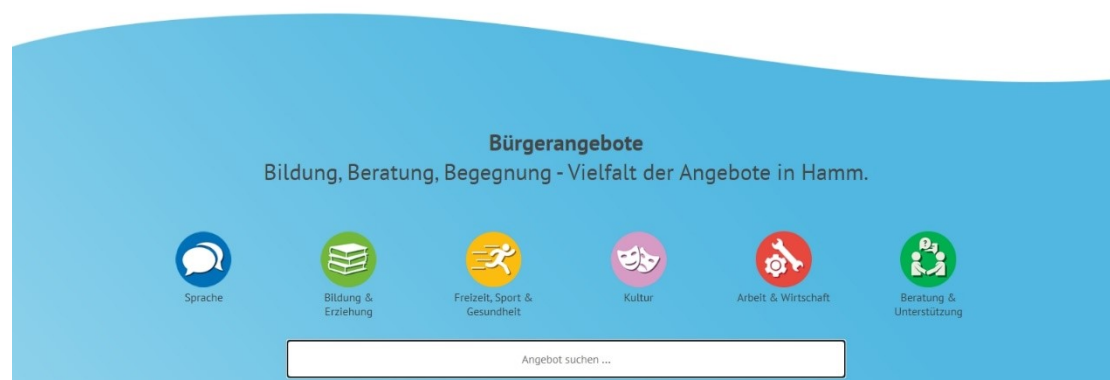 Bürgerangebote
Bildung, Beratung, Begegnung - Vielfalt der Angebote in Hamm.
Sprache
Bildung &
Erziehung
Freizeit, Sport &
Gesundheit
Kultur
Arbeit & Wirtschaft
?
Beratung &
Unterstützung
Angebot suchen ...